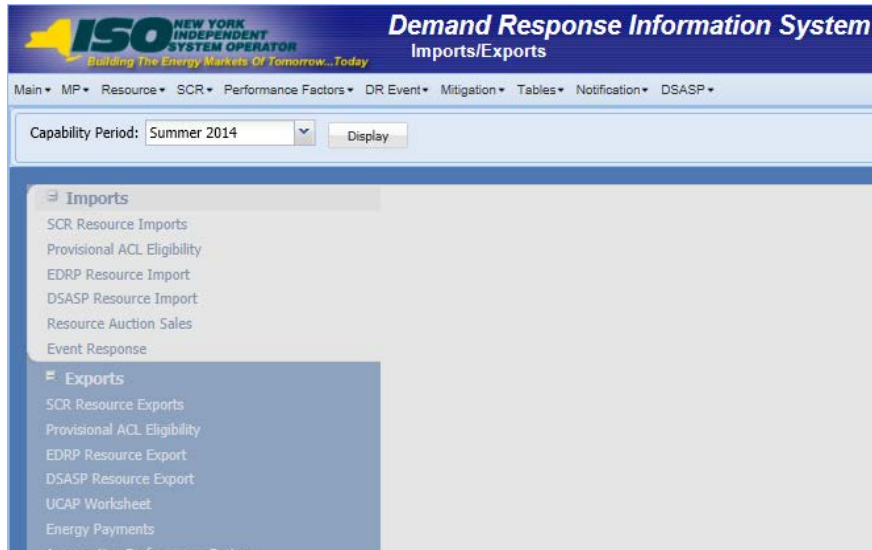 NEW YORK
INDEPENDENT
SYSTEM OPERATOR
ISO
Building The Energy Markets Of Tomorrow...Today
Demand Response Information System
Imports/Exports
Main MP Resource SCR Performance Factors DR Event Mitigation Tables Notification DSASP
Capability Period: Summer 2014 Display
Imports
SCR Resource Imports
Provisional ACL Eligibility
EDRP Resource Import
DSASP Resource Import
Resource Auction Sales
Event Response
Exports
SCR Resource Exports
Provisional ACL Eligibility
EDRP Resource Export
DSASP Resource Export
UCAP Worksheet
Energy Payments